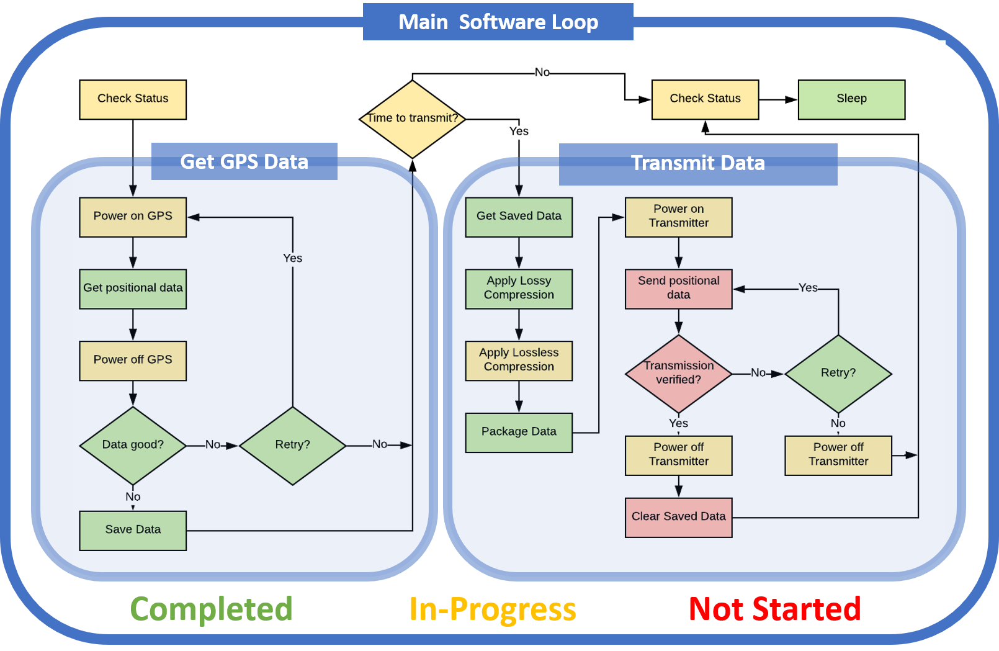 Main Software Loop
Check Status
Time to transmit?
No
Yes
Check Status
Sleep
Get GPS Data
Power on GPS
Get positional data
Power off GPS
Data good?
No
Retry?
Yes
No
No
Save Data
Transmit Data
Get Saved Data
Apply Lossy
Compression
Apply Lossless
Compression
Package Data
Power on
Transmitter
Send positional
data
Transmission
verified?
No
Retry?
Yes
Yes
No
Power off
Transmitter
Power off
Transmitter
Clear Saved Data
Completed
In-Progress
Not Started